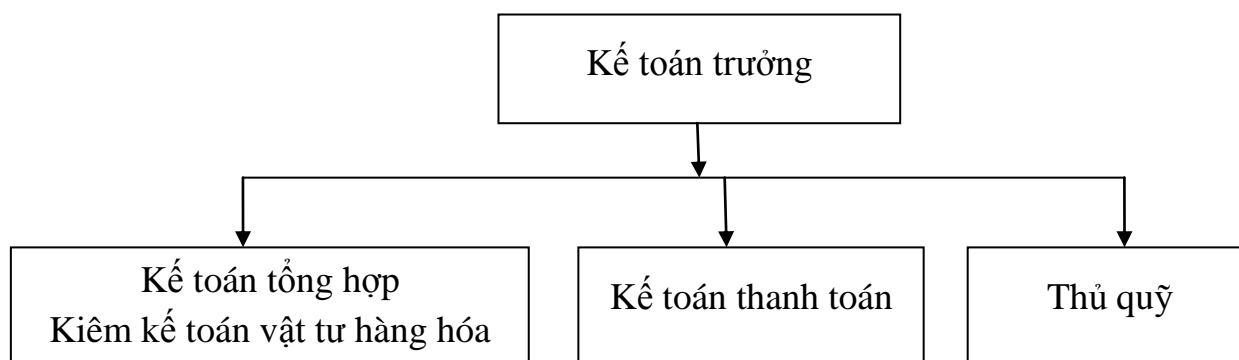 Kế toán trưởng
Kế toán tổng hợp
Kiêm kế toán vật tư hàng hóa
Kế toán thanh toán
Thủ quỹ